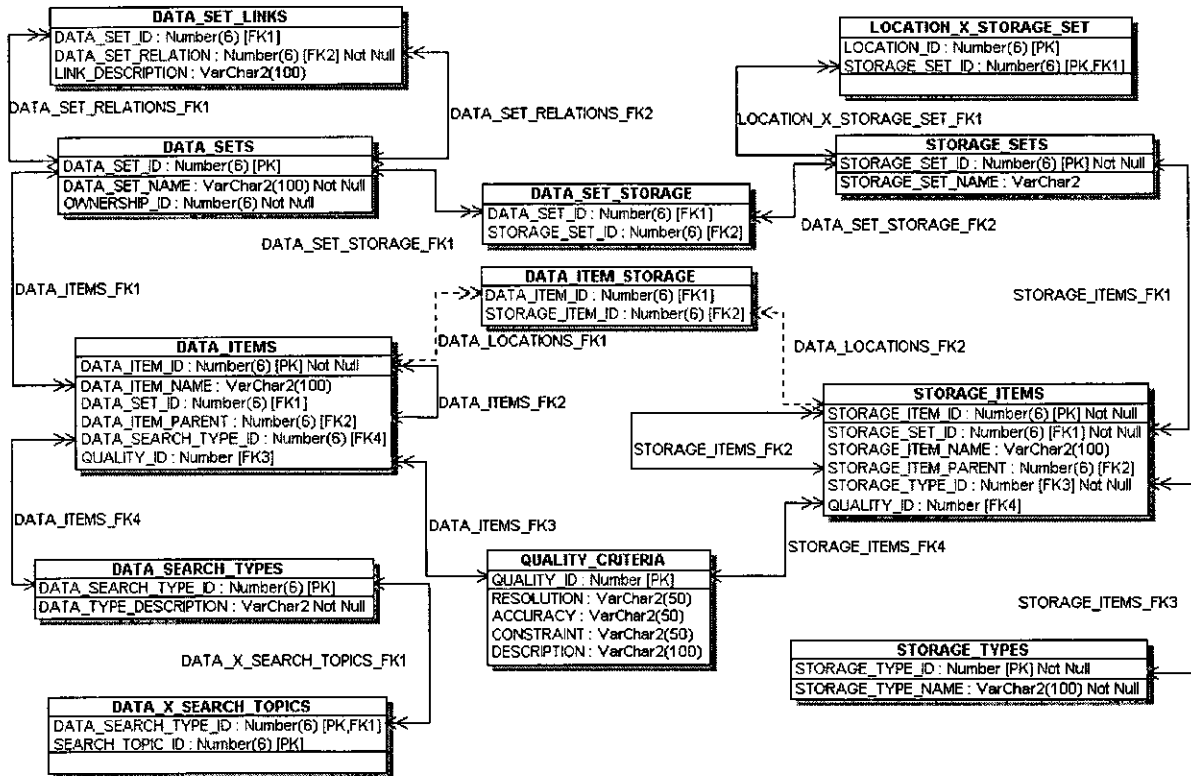 DATA_SET_LINKS
DATA_SET_ID : Number(6) [FK1]
DATA_SET_RELATION : Number(6) [FK2] Not Null
LINK_DESCRIPTION : VarChar2(100)
LOCATION_X_STORAGE_SET
LOCATION_ID : Number(6) [PK]
STORAGE_SET_ID : Number(6) [PK,FK1]
DATA_SET_RELATIONS_FK1
DATA_SET_RELATIONS_FK2
LOCATION_X_STORAGE_SET_FK1
DATA_SETS
DATA_SET_ID : Number(6) [PK]
DATA_SET_NAME : VarChar2(100) Not Null
OWNERSHIP_ID : Number(6) Not Null
STORAGE_SETS
STORAGE_SET_ID : Number(6) [PK] Not Null
STORAGE_SET_NAME : VarChar2
DATA_SET_STORAGE
DATA_SET_ID : Number(6) [FK1]
STORAGE_SET_ID : Number(6) [FK2]
DATA_SET_STORAGE_FK1
DATA_SET_STORAGE_FK2
DATA_ITEMS_FK1
DATA_ITEM_STORAGE
DATA_ITEM_ID : Number(6) [FK1]
STORAGE_ITEM_ID : Number(6) [FK2]
STORAGE_ITEMS_FK1
DATA_LOCATIONS_FK1
DATA_LOCATIONS_FK2
DATA_ITEMS
DATA_ITEM_ID : Number(6) [PK] Not Null
DATA_ITEM_NAME : VarChar2(100)
DATA_SET_ID : Number(6) [FK1]
DATA_ITEM_PARENT : Number(6) [FK2]
DATA_SEARCH_TYPE_ID : Number(6) [FK4]
QUALITY_ID : Number [FK3]
DATA_ITEMS_FK2
STORAGE_ITEMS
STORAGE_ITEM_ID : Number(6) [PK] Not Null
STORAGE_SET_ID : Number(6) [FK1] Not Null
STORAGE_ITEM_NAME : VarChar2(100)
STORAGE_ITEM_PARENT : Number(6) [FK2]
STORAGE_TYPE_ID : Number [FK3] Not Null
QUALITY_ID : Number [FK4]
STORAGE_ITEMS_FK2
DATA_ITEMS_FK4
DATA_ITEMS_FK3
STORAGE_ITEMS_FK4
DATA_SEARCH_TYPES
DATA_SEARCH_TYPE_ID : Number(6) [PK]
DATA_TYPE_DESCRIPTION : VarChar2 Not Null
QUALITY_CRITERIA
QUALITY_ID : Number [PK]
RESOLUTION : VarChar2(50)
ACCURACY : VarChar2(50)
CONSTRAINT : VarChar2(50)
DESCRIPTION : VarChar2(100)
STORAGE_ITEMS_FK3
DATA_X_SEARCH_TOPICS_FK1
STORAGE_TYPES
STORAGE_TYPE_ID : Number [PK] Not Null
STORAGE_TYPE_NAME : VarChar2(100) Not Null
DATA_X_SEARCH_TOPICS
DATA_SEARCH_TYPE_ID : Number(6) [PK,FK1]
SEARCH_TOPIC_ID : Number(6) [PK]